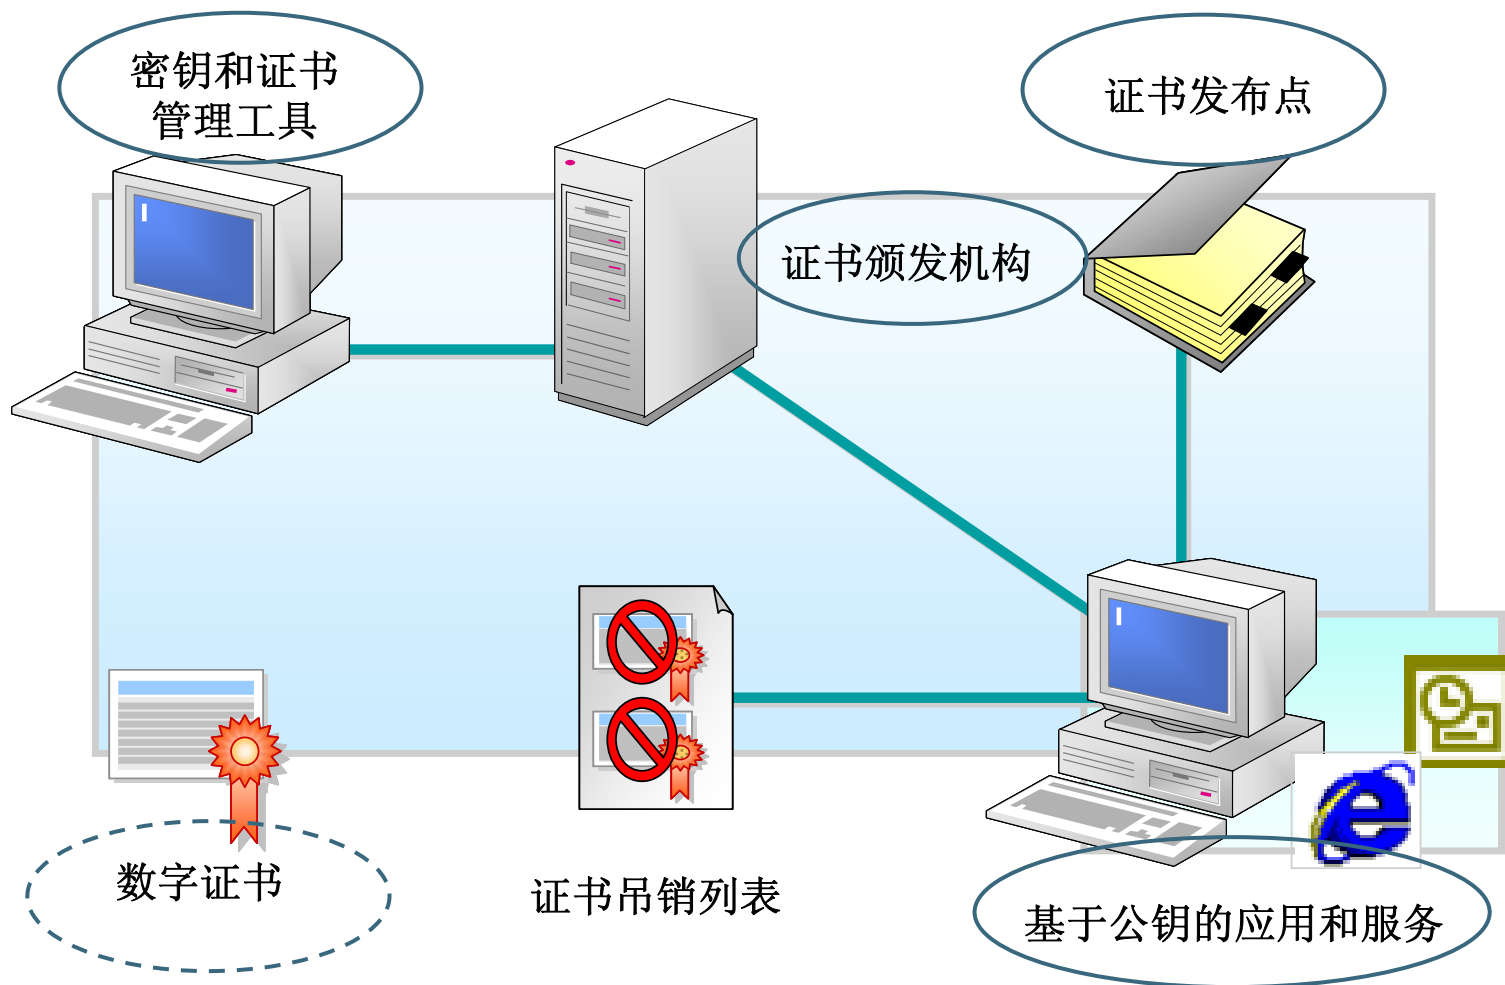 密钥和证书
管理工具
证书发布点
证书颁发机构
数字证书
证书吊销列表
基于公钥的应用和服务